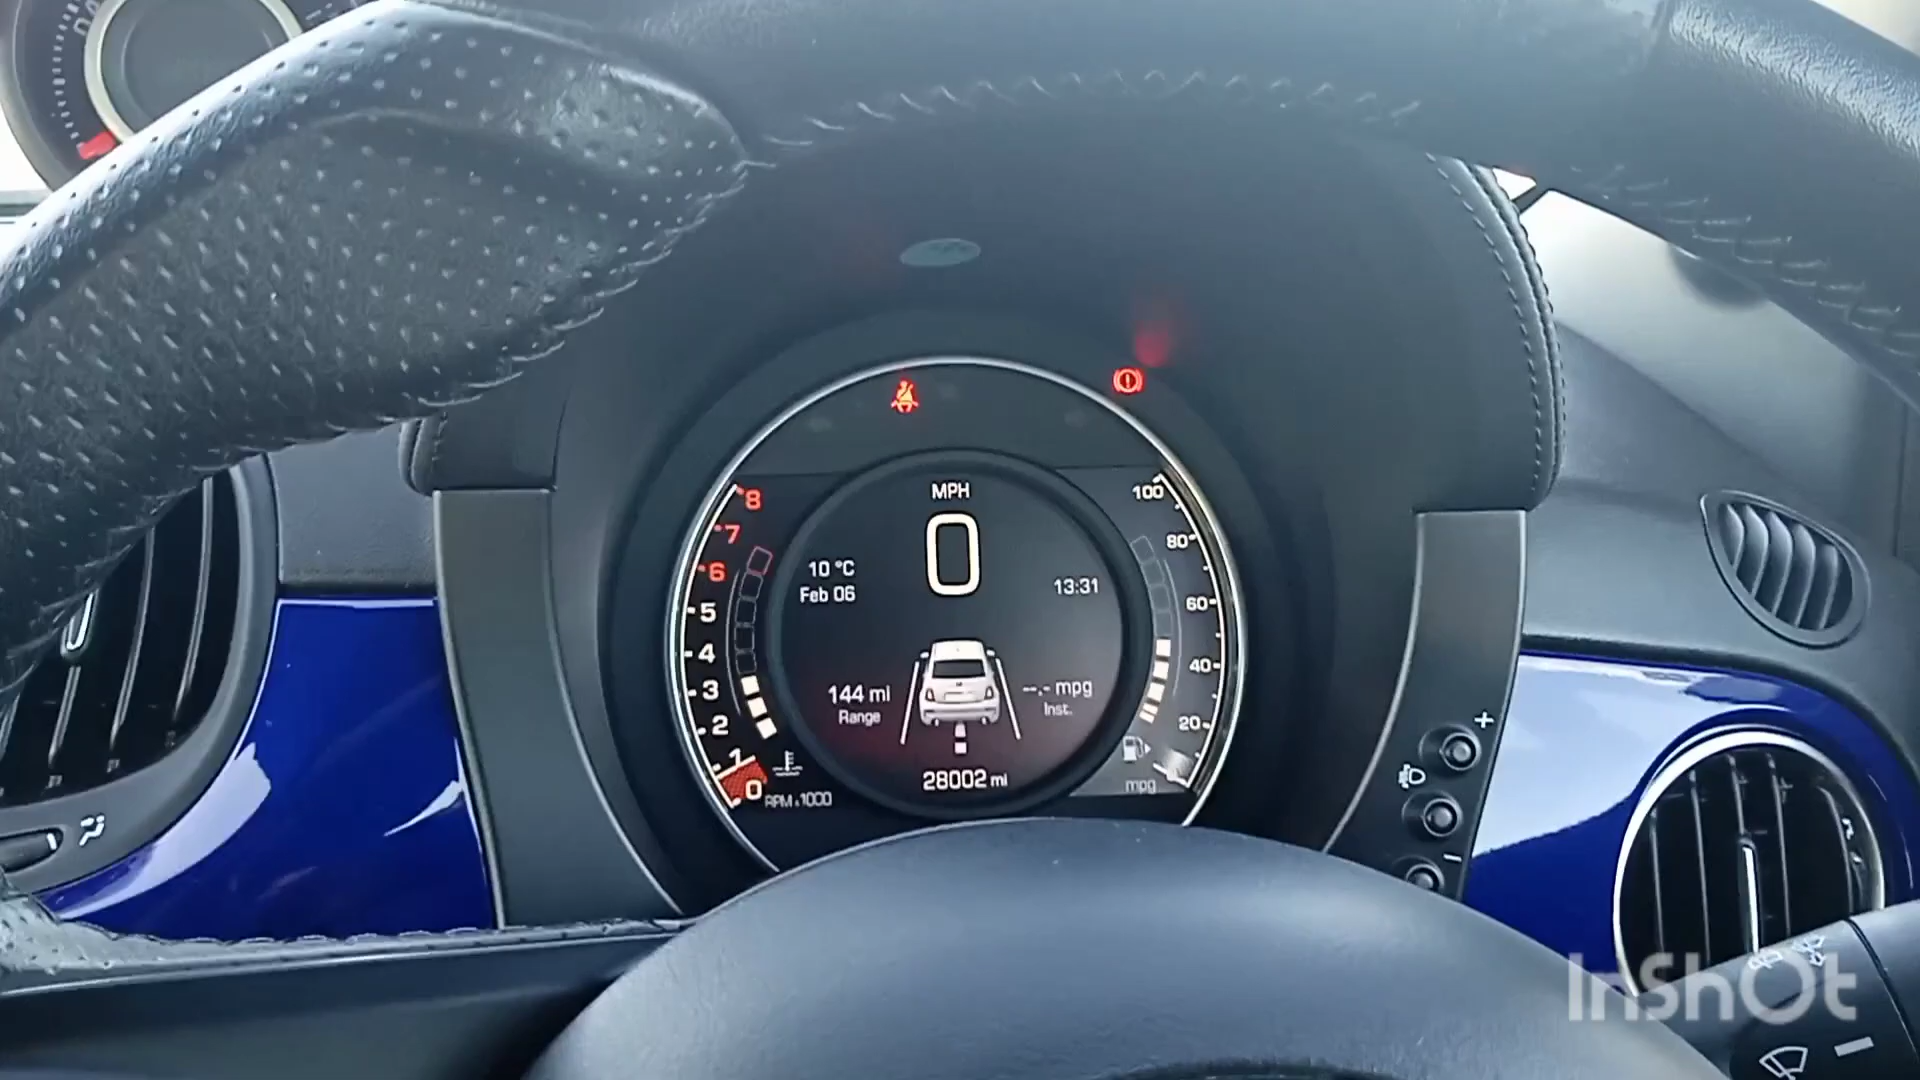 MPH
0
10 °C
Feb 06
13:31
144 mi
Range
--.- mpg
Inst.
28002 mi
8
7
6
5
4
3
2
1
0
RPM x1000
100
80
60
40
20
mpg
+
−
InShOt